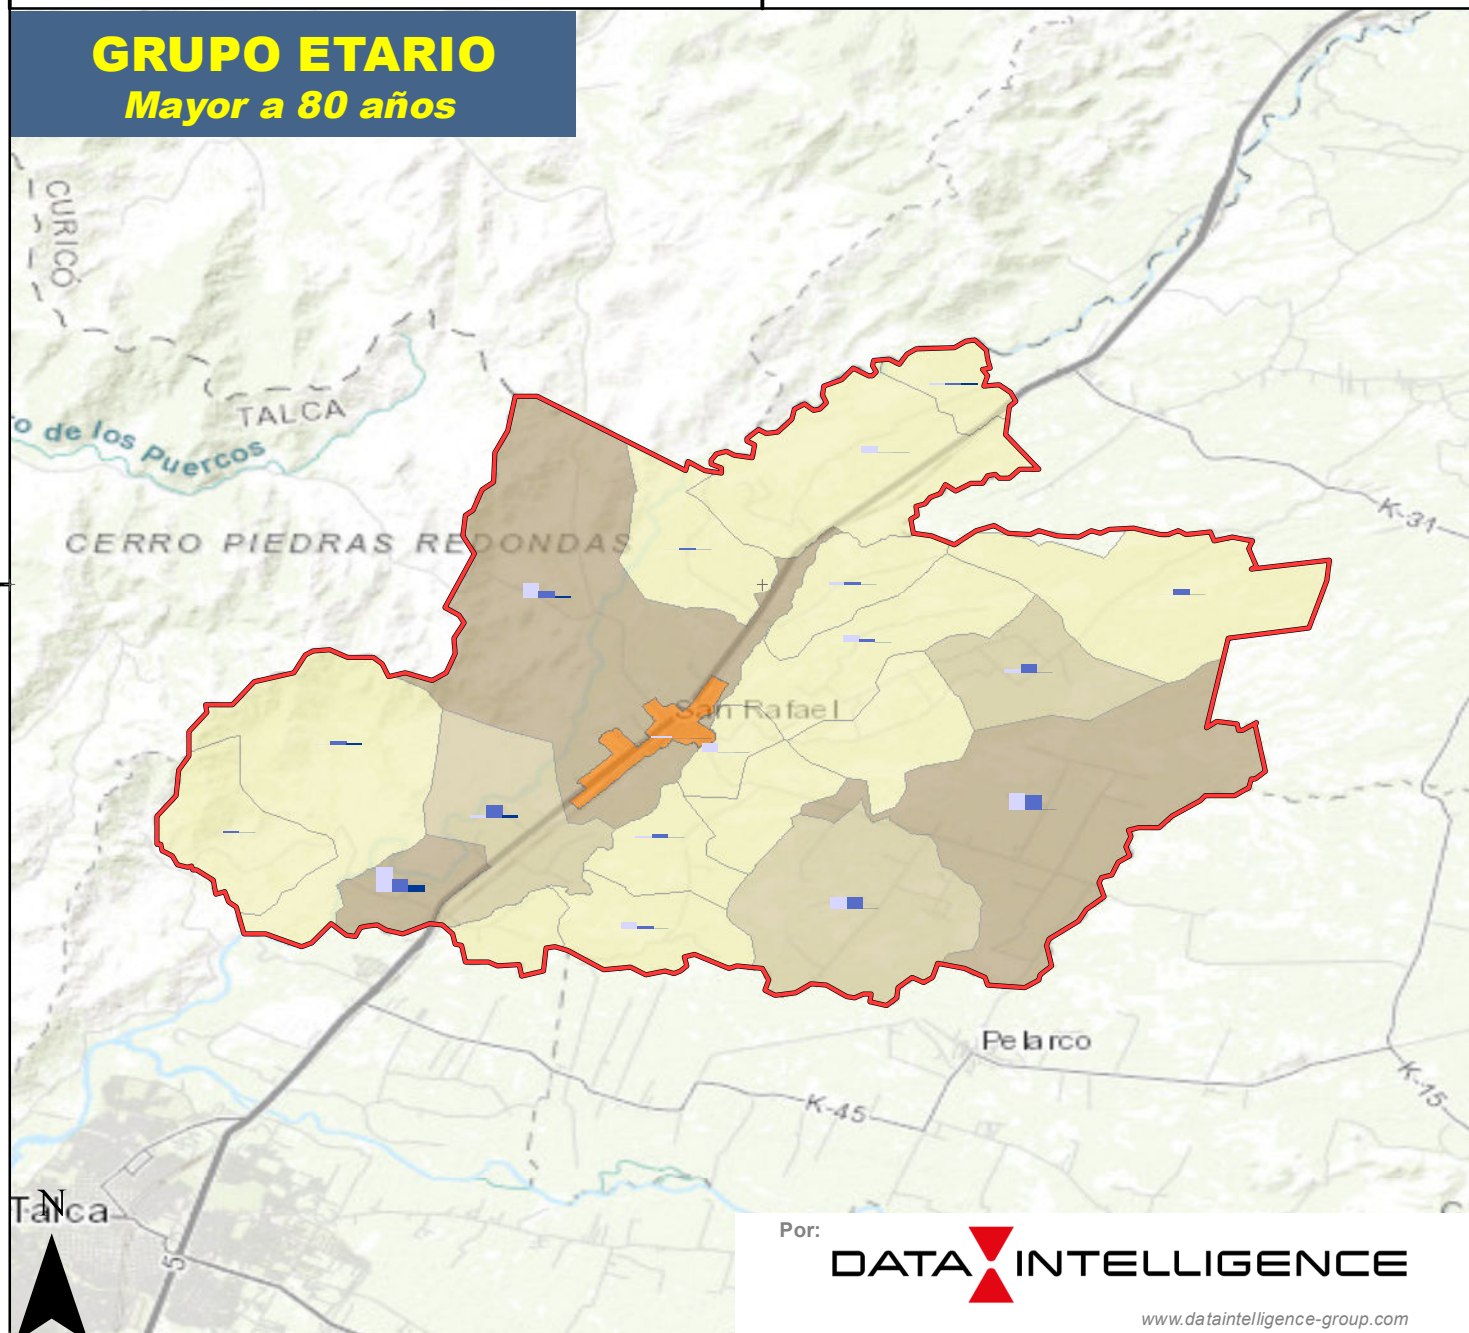 GRUPO ETARIO
Mayor a 80 años
CURICÓ
TALCA
o de los Puercos
CERRO PIEDRAS REDONDAS
K-31
San Rafael
Pelarco
K-45
K-15
N
Talca
5
C
Por:
DATA INTELLIGENCE
www.dataintelligence-group.com